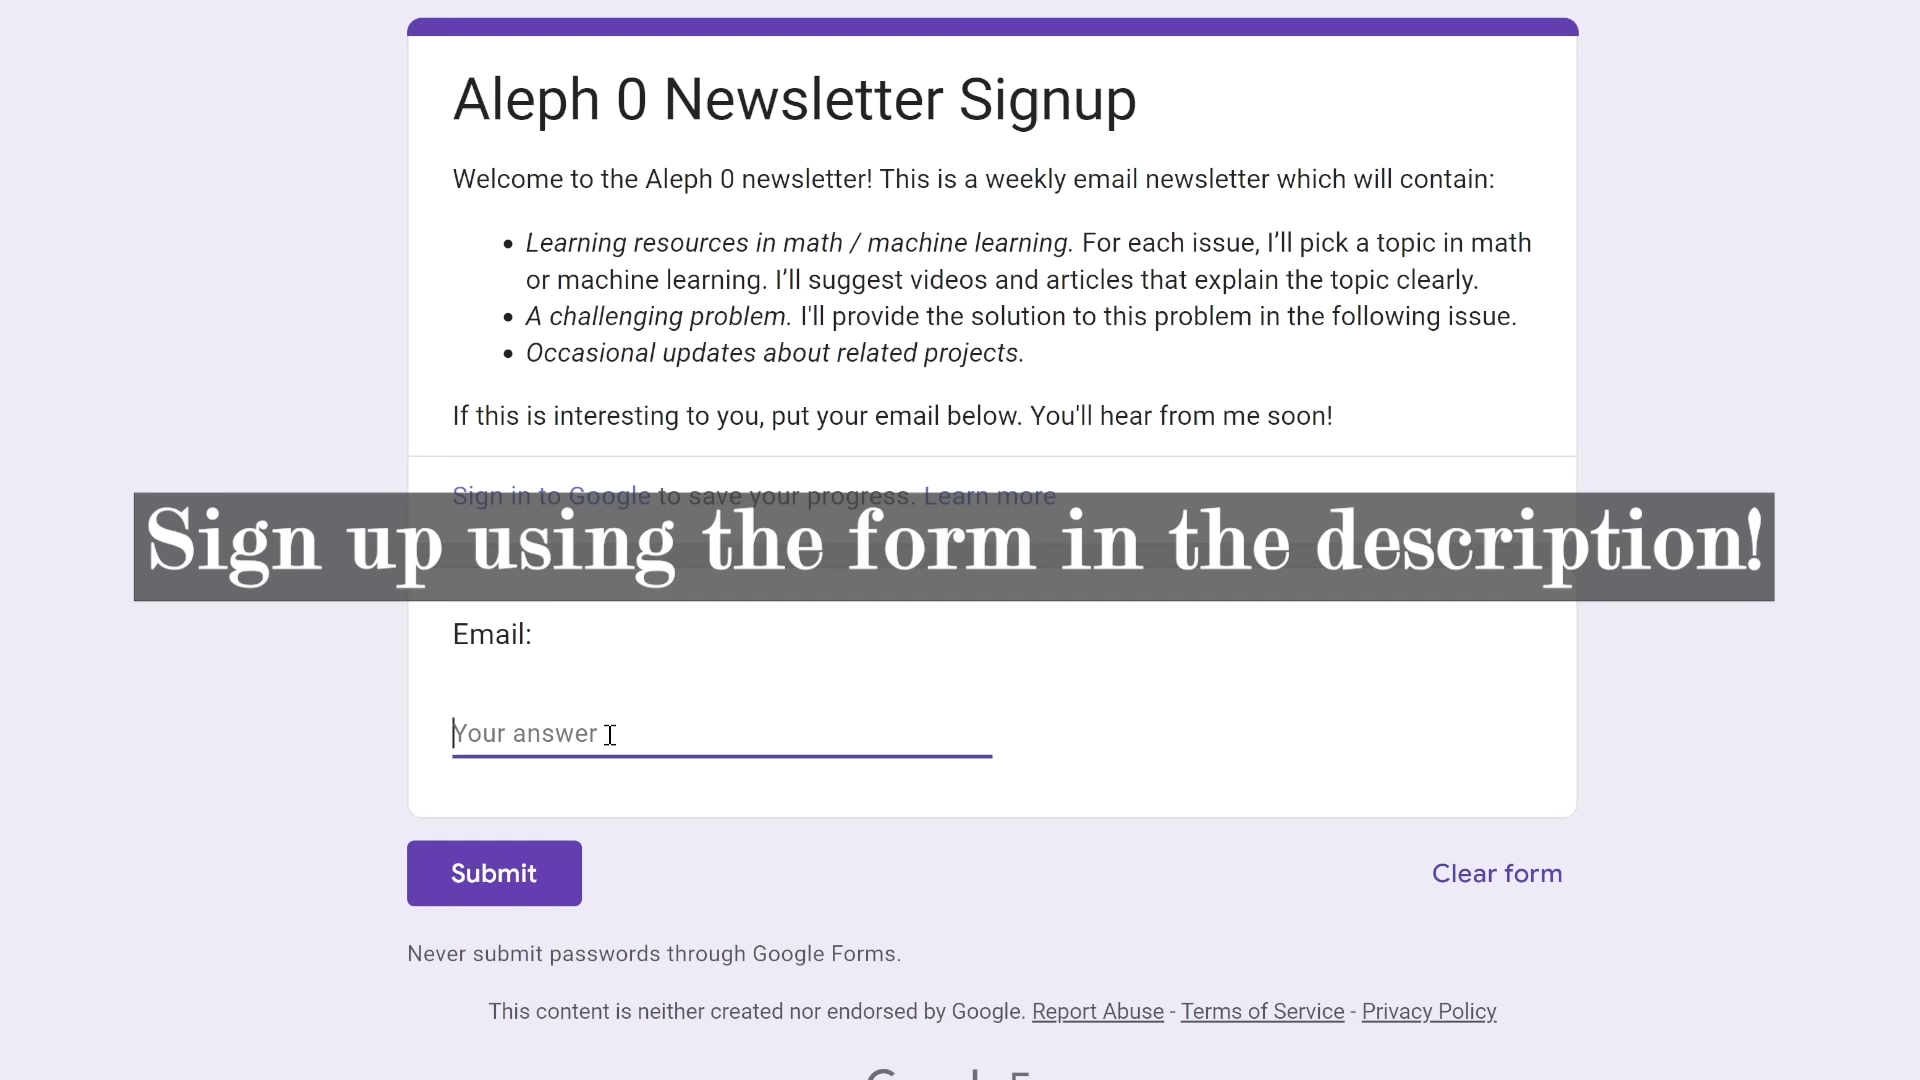 Aleph 0 Newsletter Signup
Welcome to the Aleph 0 newsletter! This is a weekly email newsletter which will contain:
• Learning resources in math / machine learning. For each issue, I’ll pick a topic in math
or machine learning. I’ll suggest videos and articles that explain the topic clearly.
• A challenging problem. I'll provide the solution to this problem in the following issue.
• Occasional updates about related projects.
If this is interesting to you, put your email below. You'll hear from me soon!
Sign in to Google to save your progress. Learn more
Sign up using the form in the description!
Email:
Your answer
Submit
Clear form
Never submit passwords through Google Forms.
This content is neither created nor endorsed by Google. Report Abuse - Terms of Service - Privacy Policy